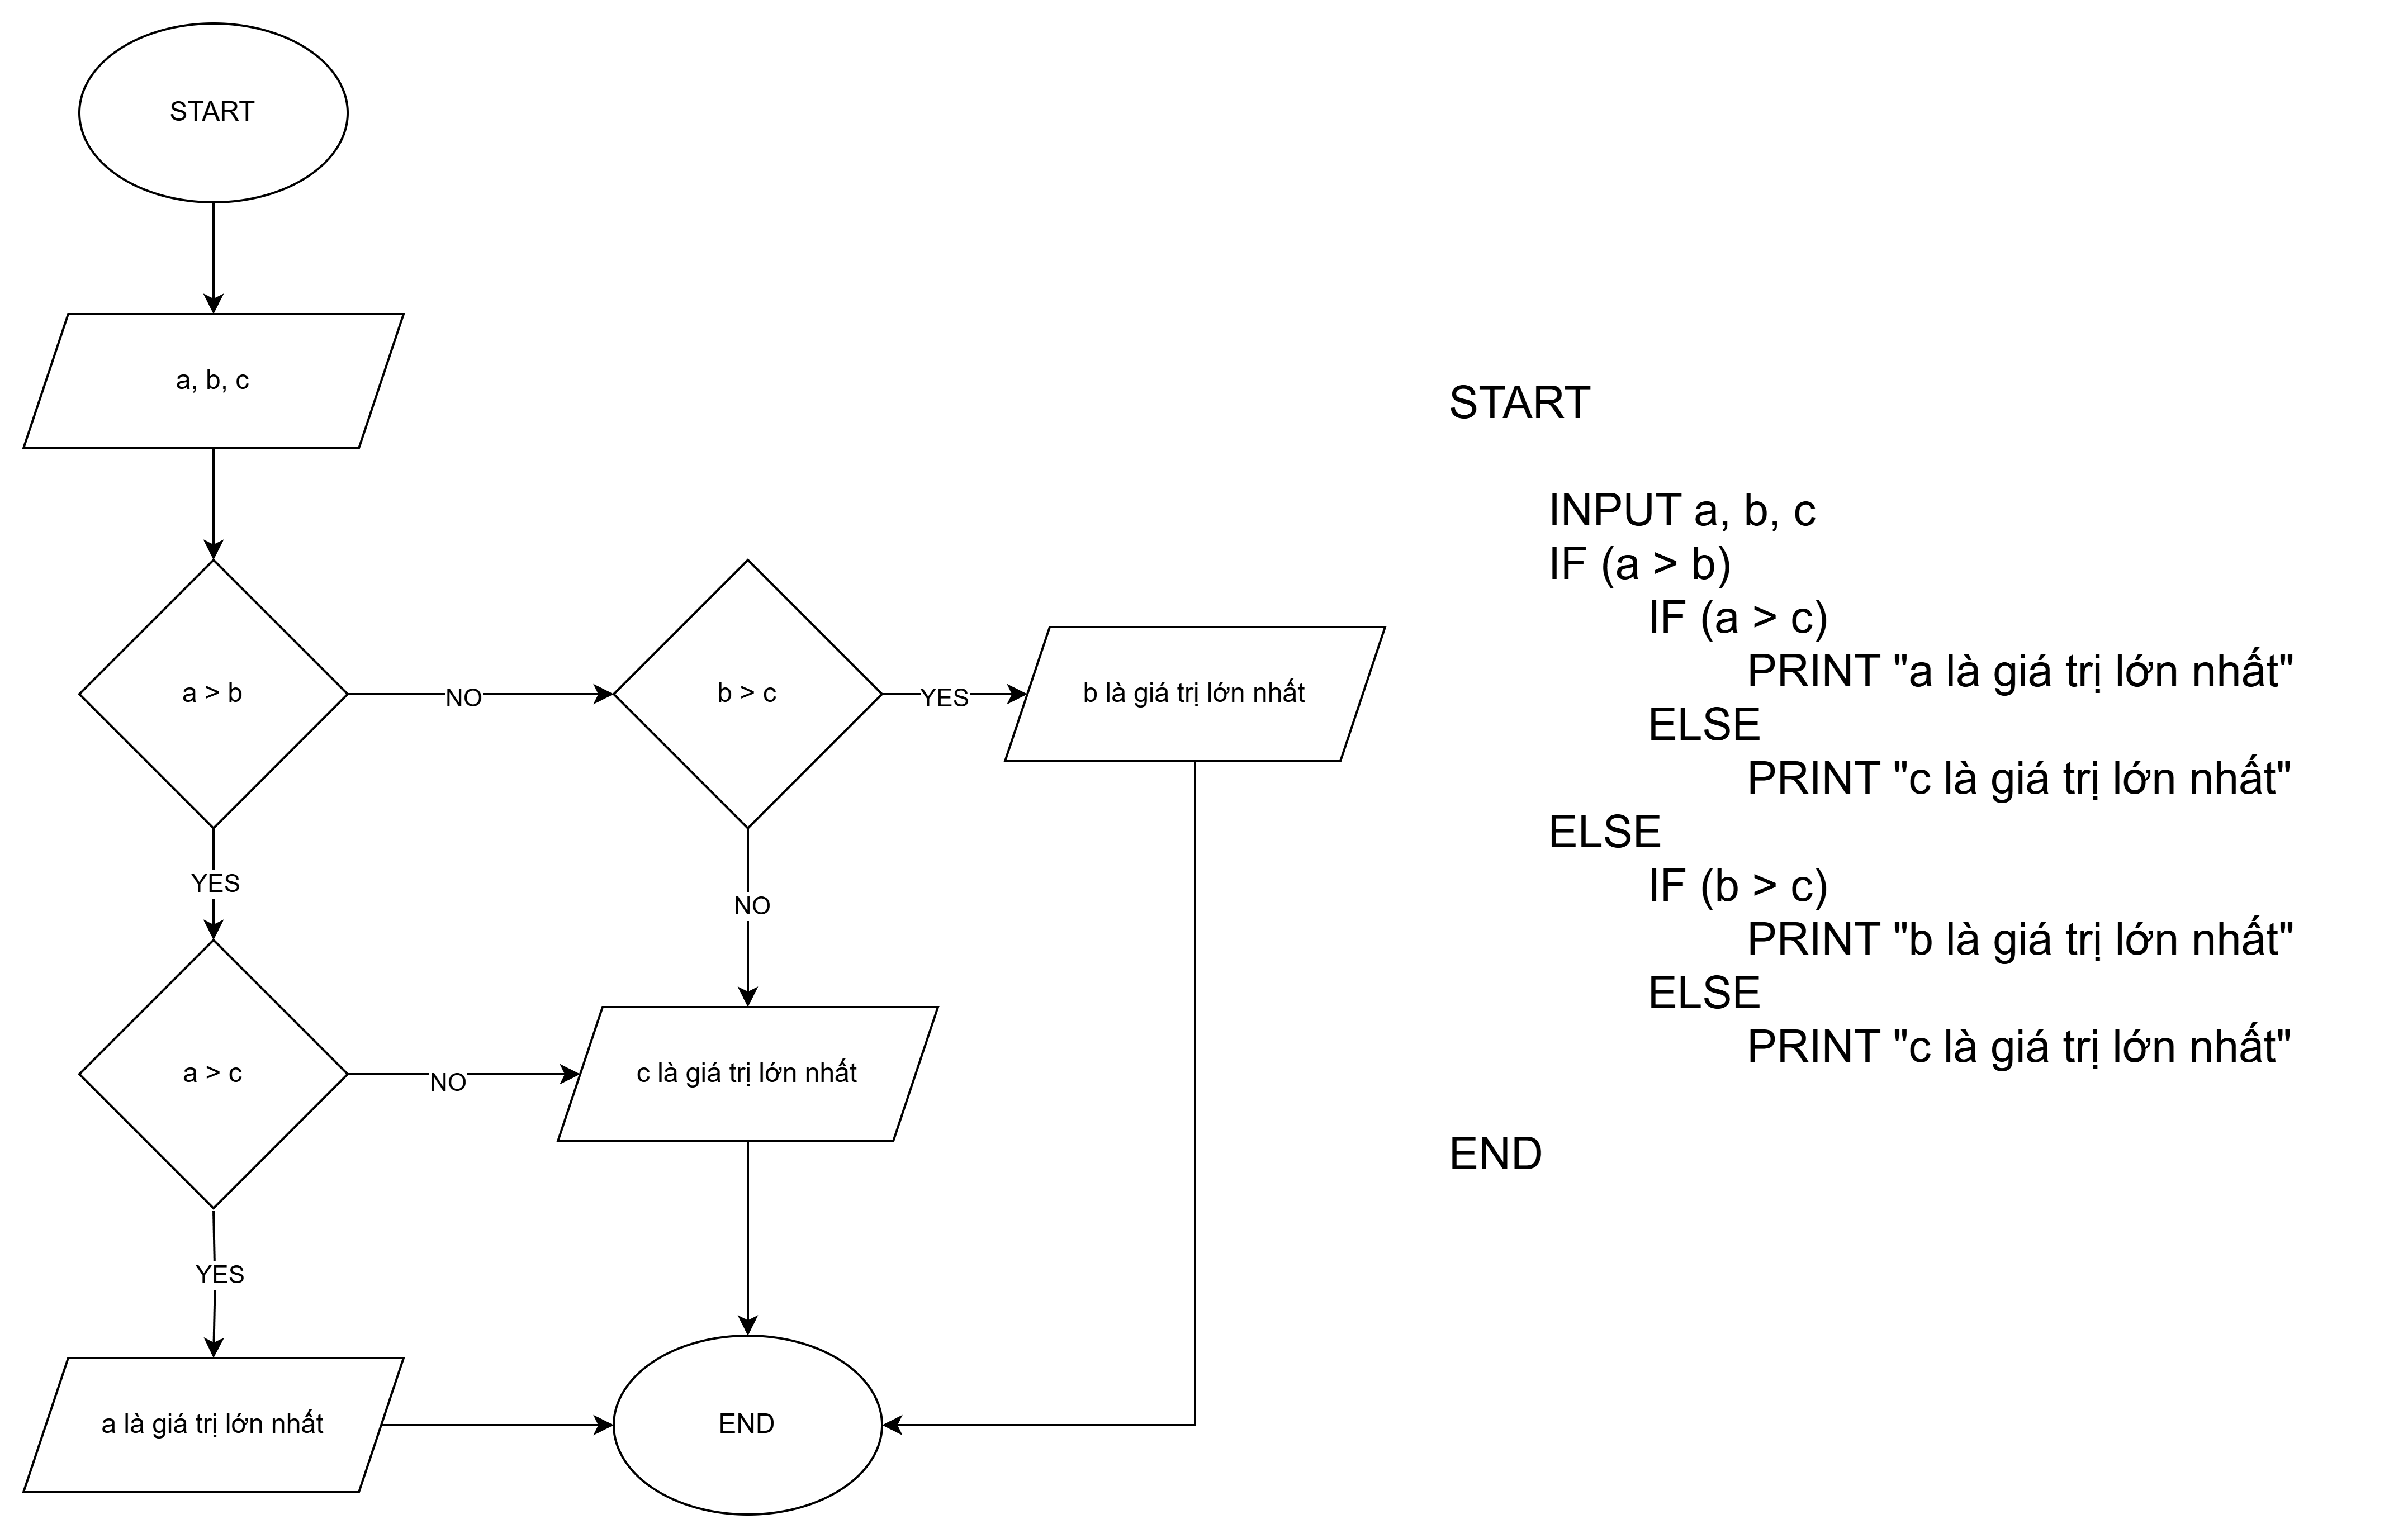 START
a, b, c
a > b
NO
b > c
YES
b là giá trị lớn nhất
YES
NO
a > c
NO
c là giá trị lớn nhất
YES
a là giá trị lớn nhất
END
START
INPUT a, b, c
IF (a > b)
IF (a > c)
PRINT "a là giá trị lớn nhất"
ELSE
PRINT "c là giá trị lớn nhất"
ELSE
IF (b > c)
PRINT "b là giá trị lớn nhất"
ELSE
PRINT "c là giá trị lớn nhất"
END